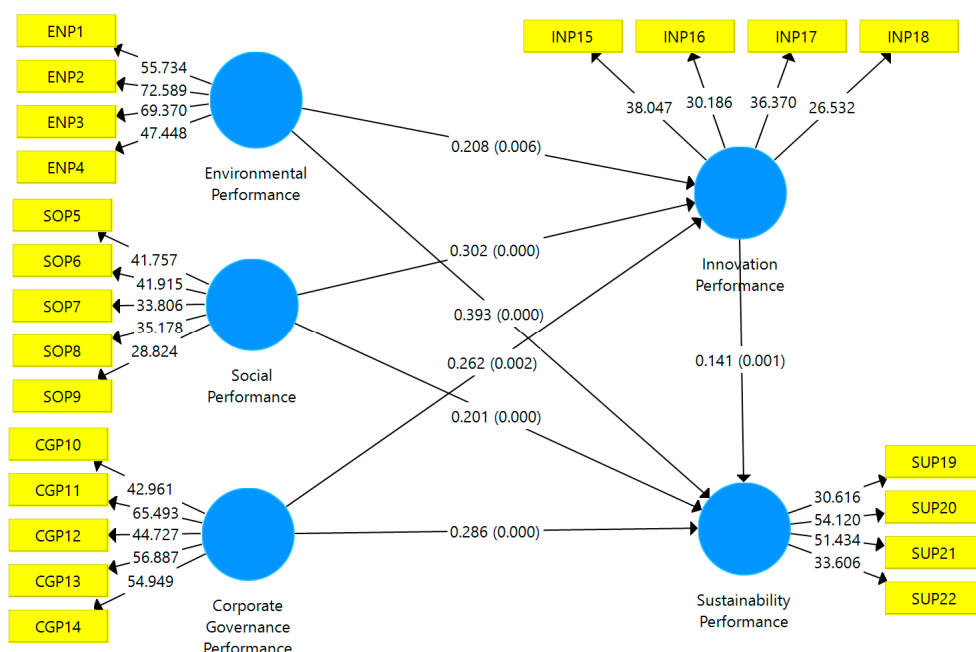 ENP1
ENP2
ENP3
ENP4
55.734
72.589
69.370
47.448
Environmental
Performance
SOP5
SOP6
SOP7
SOP8
SOP9
41.757
41.915
33.806
35.178
28.824
Social
Performance
CGP10
CGP11
CGP12
CGP13
CGP14
42.961
65.493
44.727
56.887
54.949
Corporate
Governance
Performance
INP15
INP16
INP17
INP18
38.047
30.186
36.370
26.532
Innovation
Performance
0.208 (0.006)
0.302 (0.000)
0.393 (0.000)
0.262 (0.002)
0.201 (0.000)
0.286 (0.000)
0.141 (0.001)
SUP19
SUP20
SUP21
SUP22
30.616
54.120
51.434
33.606
Sustainability
Performance